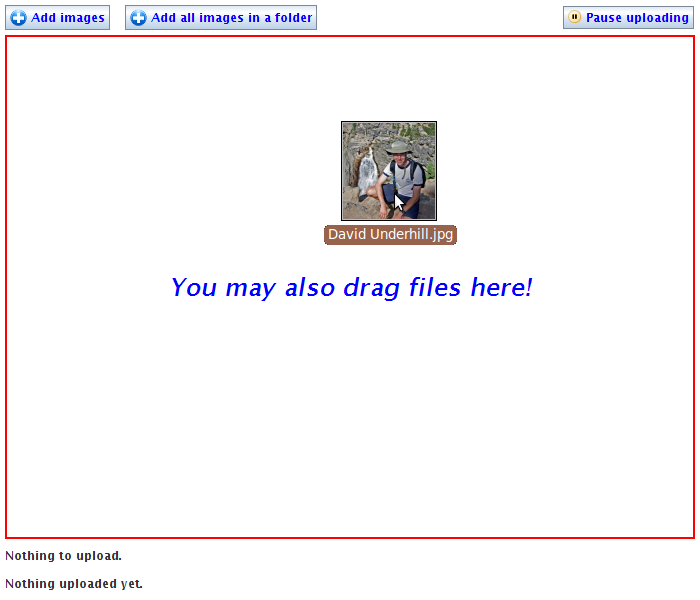 Add images
Add all images in a folder
Pause uploading
David Underhill.jpg
You may also drag files here!
Nothing to upload.
Nothing uploaded yet.